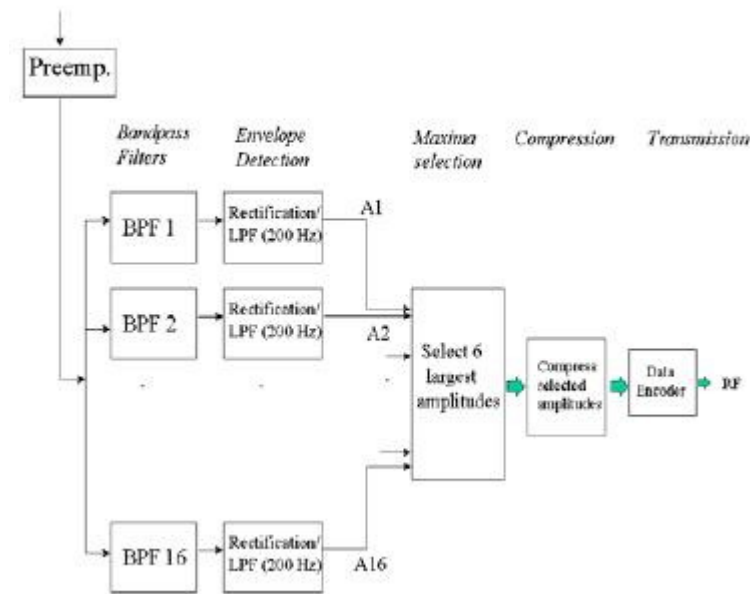 Preemp.
Bandpass
Filters
Envelope
Detection
Maxima
selection
Compression
Transmission
BPF 1
Rectification/
LPF (200 Hz)
A1
BPF 2
Rectification/
LPF (200 Hz)
A2
Select 6
largest
amplitudes
Compress
selected
amplitudes
Data
Encoder
RF
BPF 16
Rectification/
LPF (200 Hz)
A16